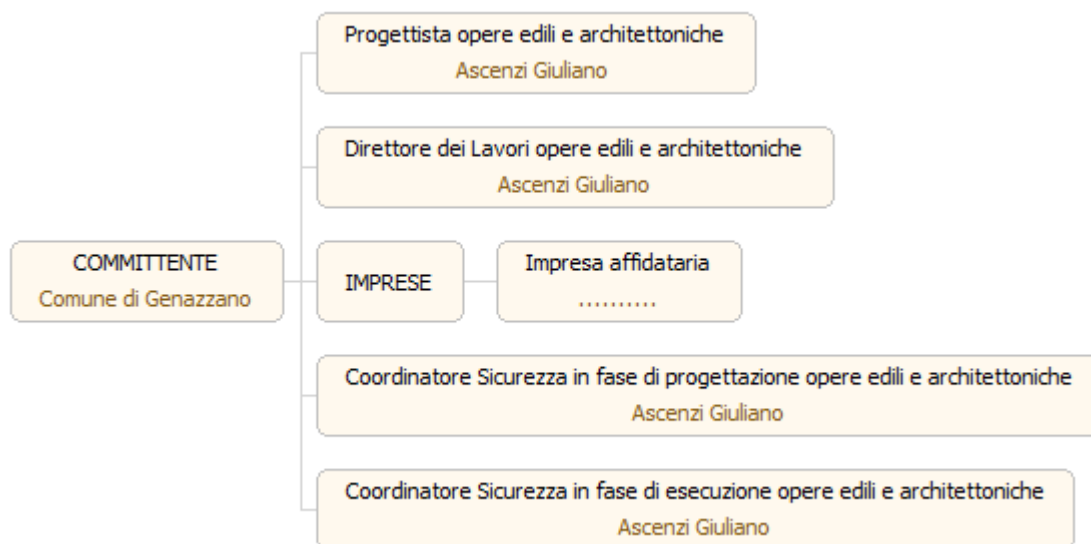 Progettista opere edili e architettoniche
Ascenzi Giuliano
Direttore dei Lavori opere edili e architettoniche
Ascenzi Giuliano
COMMITTENTE
Comune di Genazzano
IMPRESE
Impresa affidataria
..........
Coordinatore Sicurezza in fase di progettazione opere edili e architettoniche
Ascenzi Giuliano
Coordinatore Sicurezza in fase di esecuzione opere edili e architettoniche
Ascenzi Giuliano